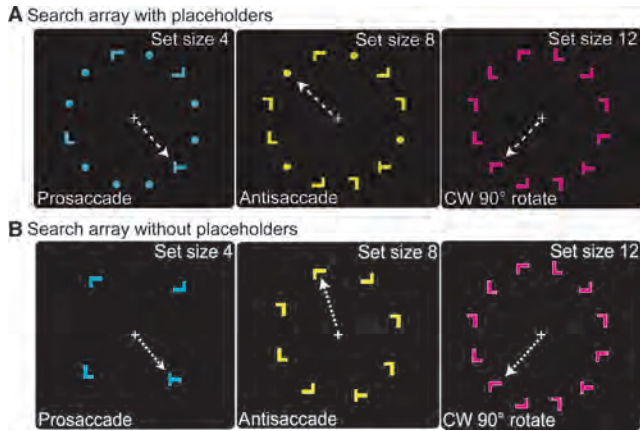 A Search array with placeholders
Set size 4
Set size 8
Set size 12
Prosaccade
Antisaccade
CW 90° rotate
B Search array without placeholders
Set size 4
Set size 8
Set size 12
Prosaccade
Antisaccade
CW 90° rotate